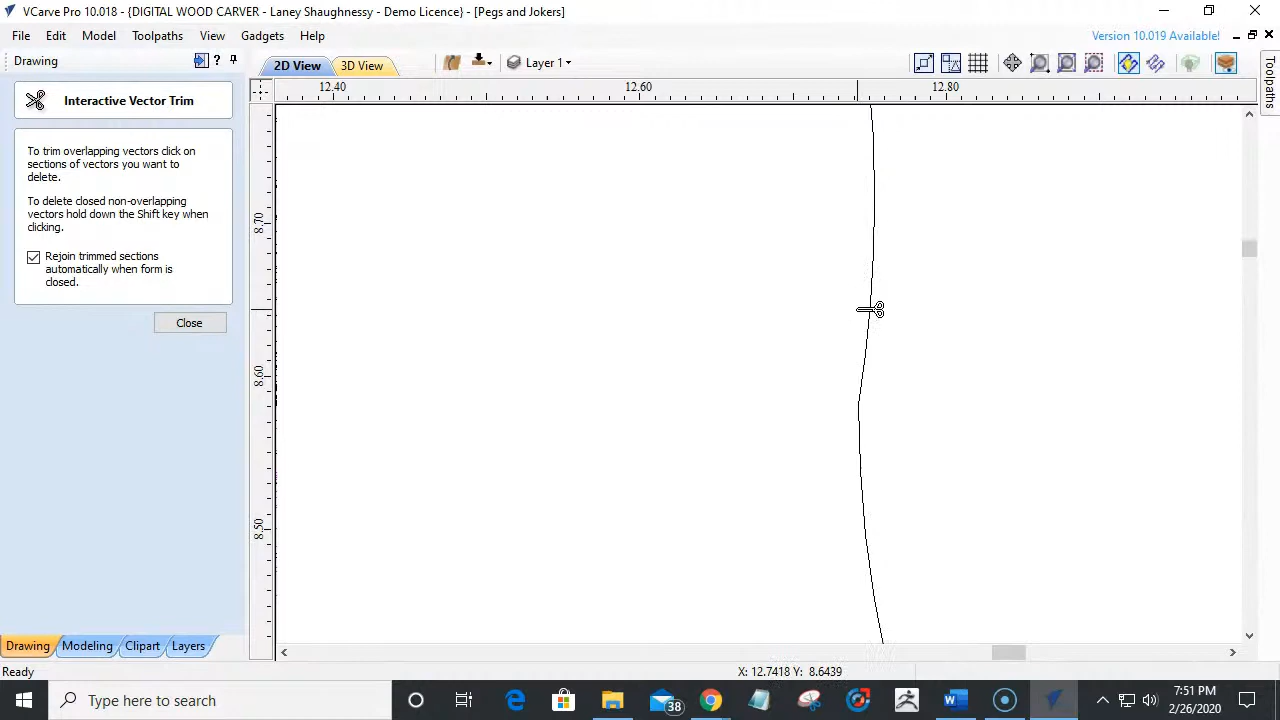 VCarve Pro 10.018 - {DIGITAL WOOD CARVER - Laney Shaughnessy - Demo Licence} - [Pegs and Jokers]
File Edit Model Toolpaths View Gadgets Help
Version 10.019 Available!
Drawing
2D View
3D View
Layer 1
Toolpaths
Interactive Vector Trim
12.40 12.60 12.80
To trim overlapping vectors click on
sections of vectors you want to
delete.
To delete closed non-overlapping
vectors hold down the Shift key when
clicking.
Rejoin trimmed sections
automatically when form is
closed.
Close
8.70
8.60
8.50
Drawing Modeling Clipart Layers
Ready
X: 12.7418 Y: 8.6439
Type here to search
38
7:51 PM
2/26/2020